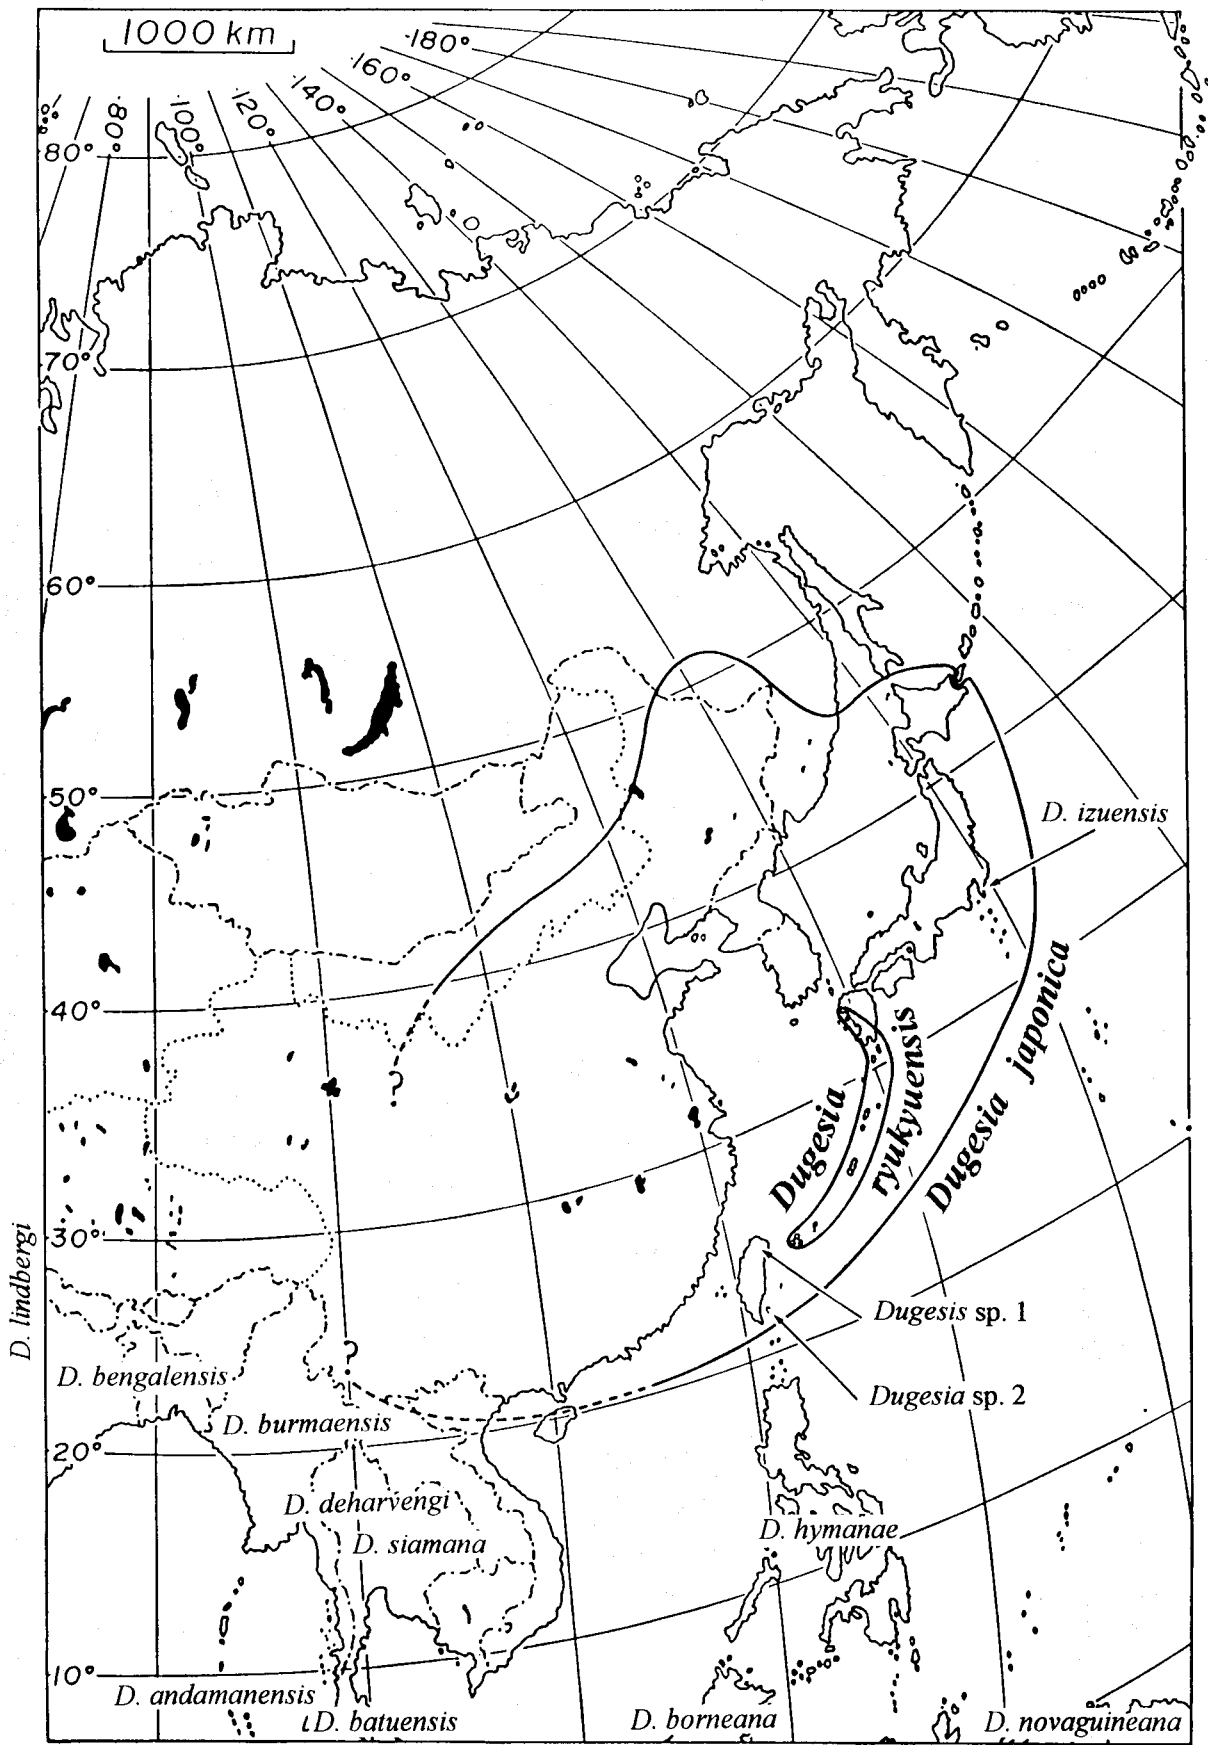 1000 km
180°
160°
140°
120°
100°
80°
80°
70°
60°
50°
D. izuensis
40°
Dugesia
ryukyuensis
Dugesia japonica
?
30°
D. lindbergi
Dugesis sp. 1
?
D. bengalensis
Dugesia sp. 2
D. burmaensis
20°
D. deharvengi
D. hymanae
D. siamana
10°
D. andamanensis
D. batuensis
D. borneana
D. novaguineana